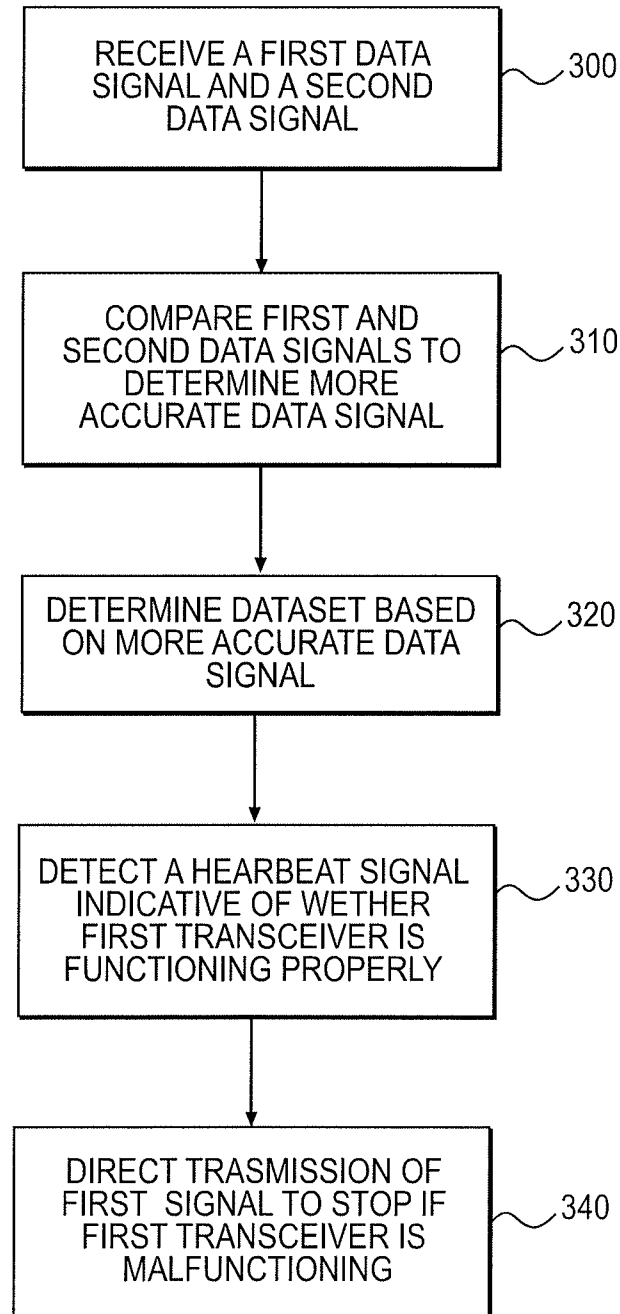 RECEIVE A FIRST DATA
SIGNAL AND A SECOND
DATA SIGNAL
300
COMPARE FIRST AND
SECOND DATA SIGNALS TO
DETERMINE MORE
ACCURATE DATA SIGNAL
310
DETERMINE DATASET BASED
ON MORE ACCURATE DATA
SIGNAL
320
DETECT A HEARBEAT SIGNAL
INDICATIVE OF WETHER
FIRST TRANSCEIVER IS
FUNCTIONING PROPERLY
330
DIRECT TRASMISSION OF
FIRST SIGNAL TO STOP IF
FIRST TRANSCEIVER IS
MALFUNCTIONING
340